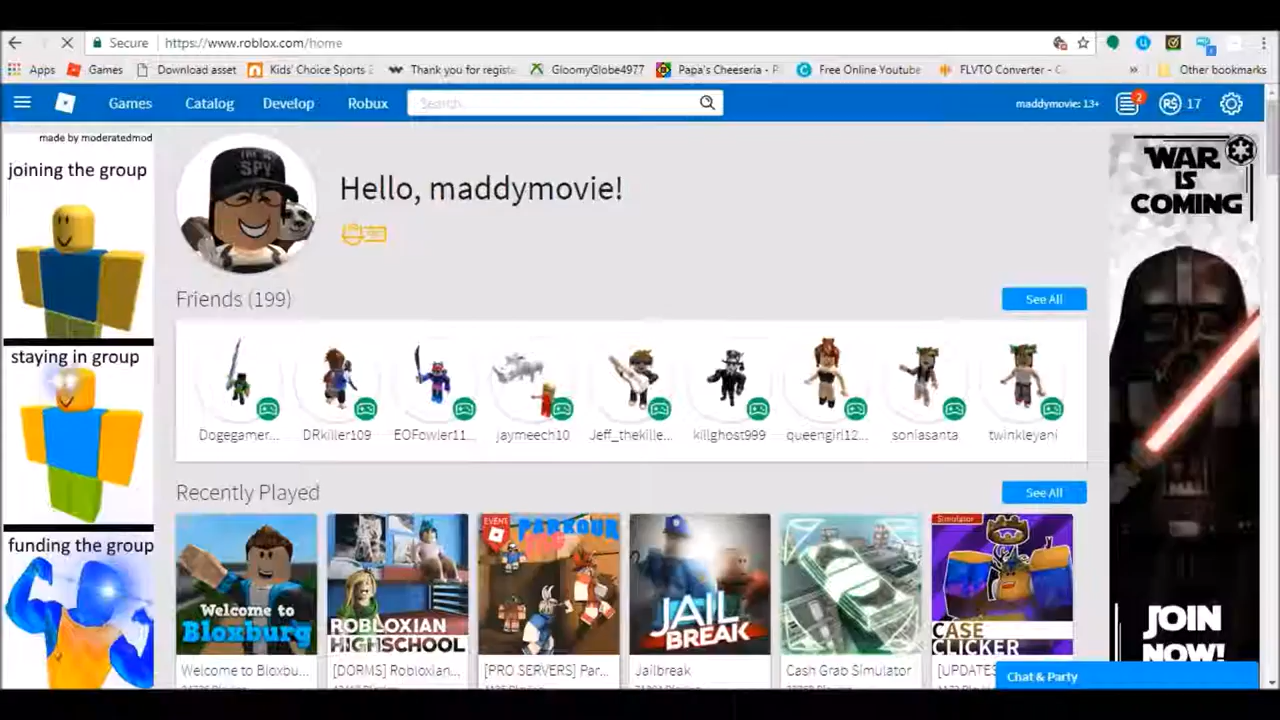 Secure https://www.roblox.com/home
Apps Games Download asset Kids' Choice Sports Thank you for registe GloomyGlobe4977 Papa's Cheeseria - P Free Online Youtube FLVTO Converter - C » Other bookmarks
Games Catalog Develop Robux Search... maddymovie: 13+ 2 R$ 17
made by moderatedmod
joining the group
staying in group
funding the group
I'M A
SPY
Hello, maddymovie!
Friends (199) See All
Dogegamer... DRkiller109 EOFowler11... jaymeech10 Jeff_thekille... killghost999 queengirl12... soniasanta twinkleyani
Recently Played See All
Welcome to
Bloxburg
ROBLOXIAN
HIGHSCHOOL
EVENT
PARKOUR
JAIL
BREAK
Simulator
CASE
CLICKER
Welcome to Bloxbu... [DORMS] Robloxian... [PRO SERVERS] Par... Jailbreak Cash Grab Simulator [UPDATES
WAR
IS
COMING
JOIN
NOW!
Chat & Party